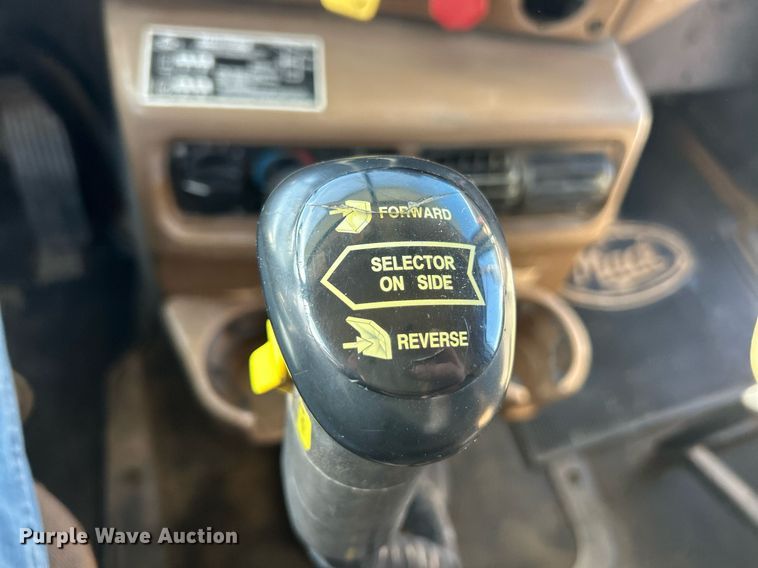 FORWARD
SELECTOR
ON SIDE
REVERSE
Mack
Purple Wave Auction